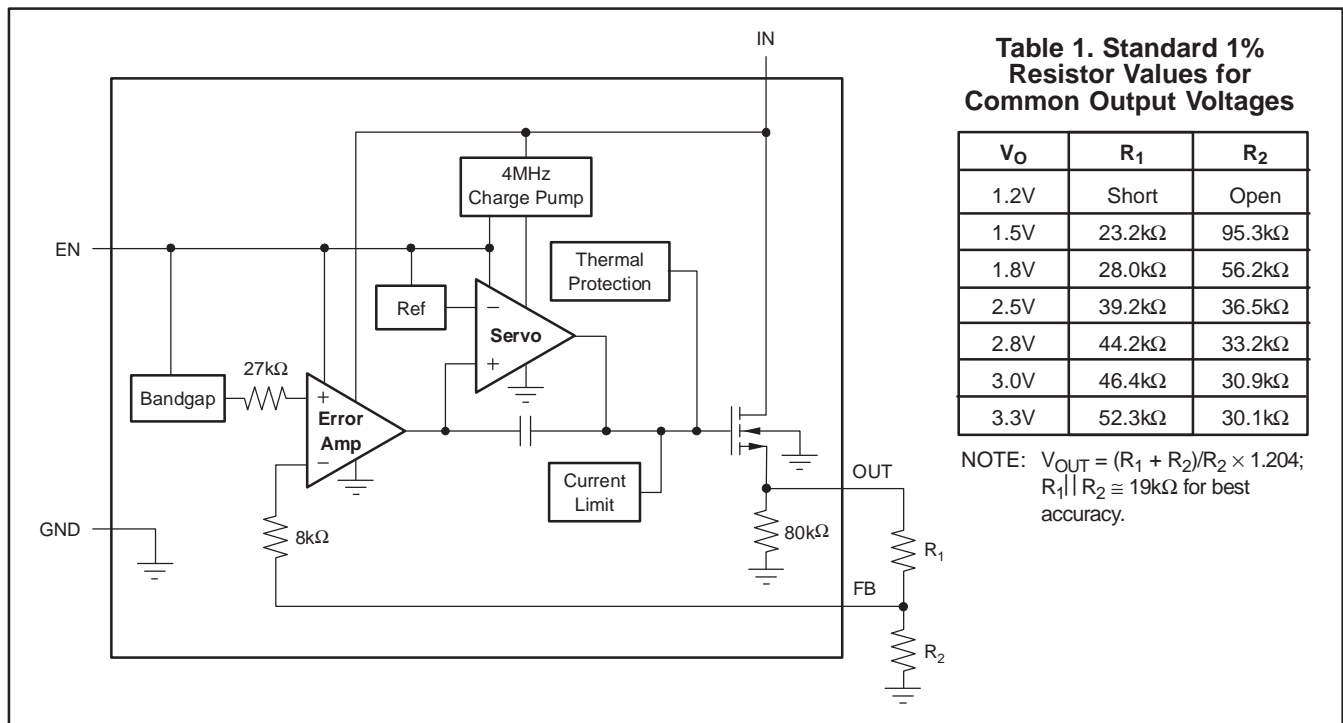 IN
4MHz
Charge Pump
EN
Thermal
Protection
Ref
−
Servo
+
27kΩ
Bandgap
+
Error
Amp
−
Current
Limit
OUT
GND
8kΩ
80kΩ
R1
FB
R2
Table 1. Standard 1%
Resistor Values for
Common Output Voltages
VO R1 R2
1.2V Short Open
1.5V 23.2kΩ 95.3kΩ
1.8V 28.0kΩ 56.2kΩ
2.5V 39.2kΩ 36.5kΩ
2.8V 44.2kΩ 33.2kΩ
3.0V 46.4kΩ 30.9kΩ
3.3V 52.3kΩ 30.1kΩ
NOTE: VOUT = (R1 + R2)/R2 × 1.204;
R1|| R2 ≅ 19kΩ for best
accuracy.